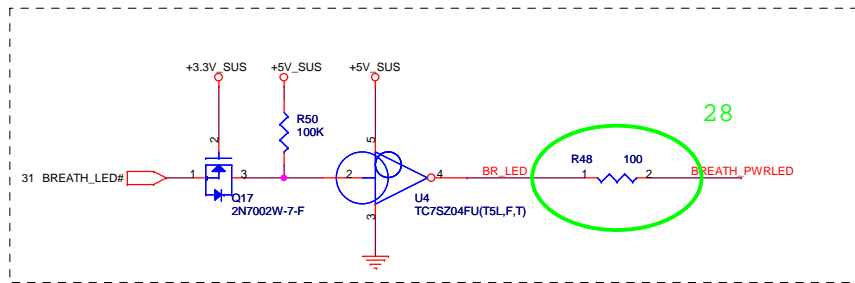 28
+3.3V_SUS +5V_SUS +5V_SUS
R50
100K
2 5
R48 100
31 BREATH_LED# 1 3 2 4 BR_LED 1 2 BREATH_PWRLED
Q17
2N7002W-7-F
U4
TC7SZ04FU(T5L,F,T)
3